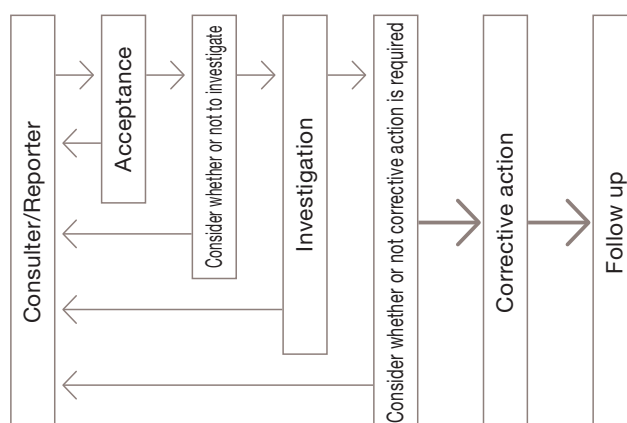 Consulter/Reporter
Acceptance
Consider whether or not to investigate
Investigation
Consider whether or not corrective action is required
Corrective action
Follow up